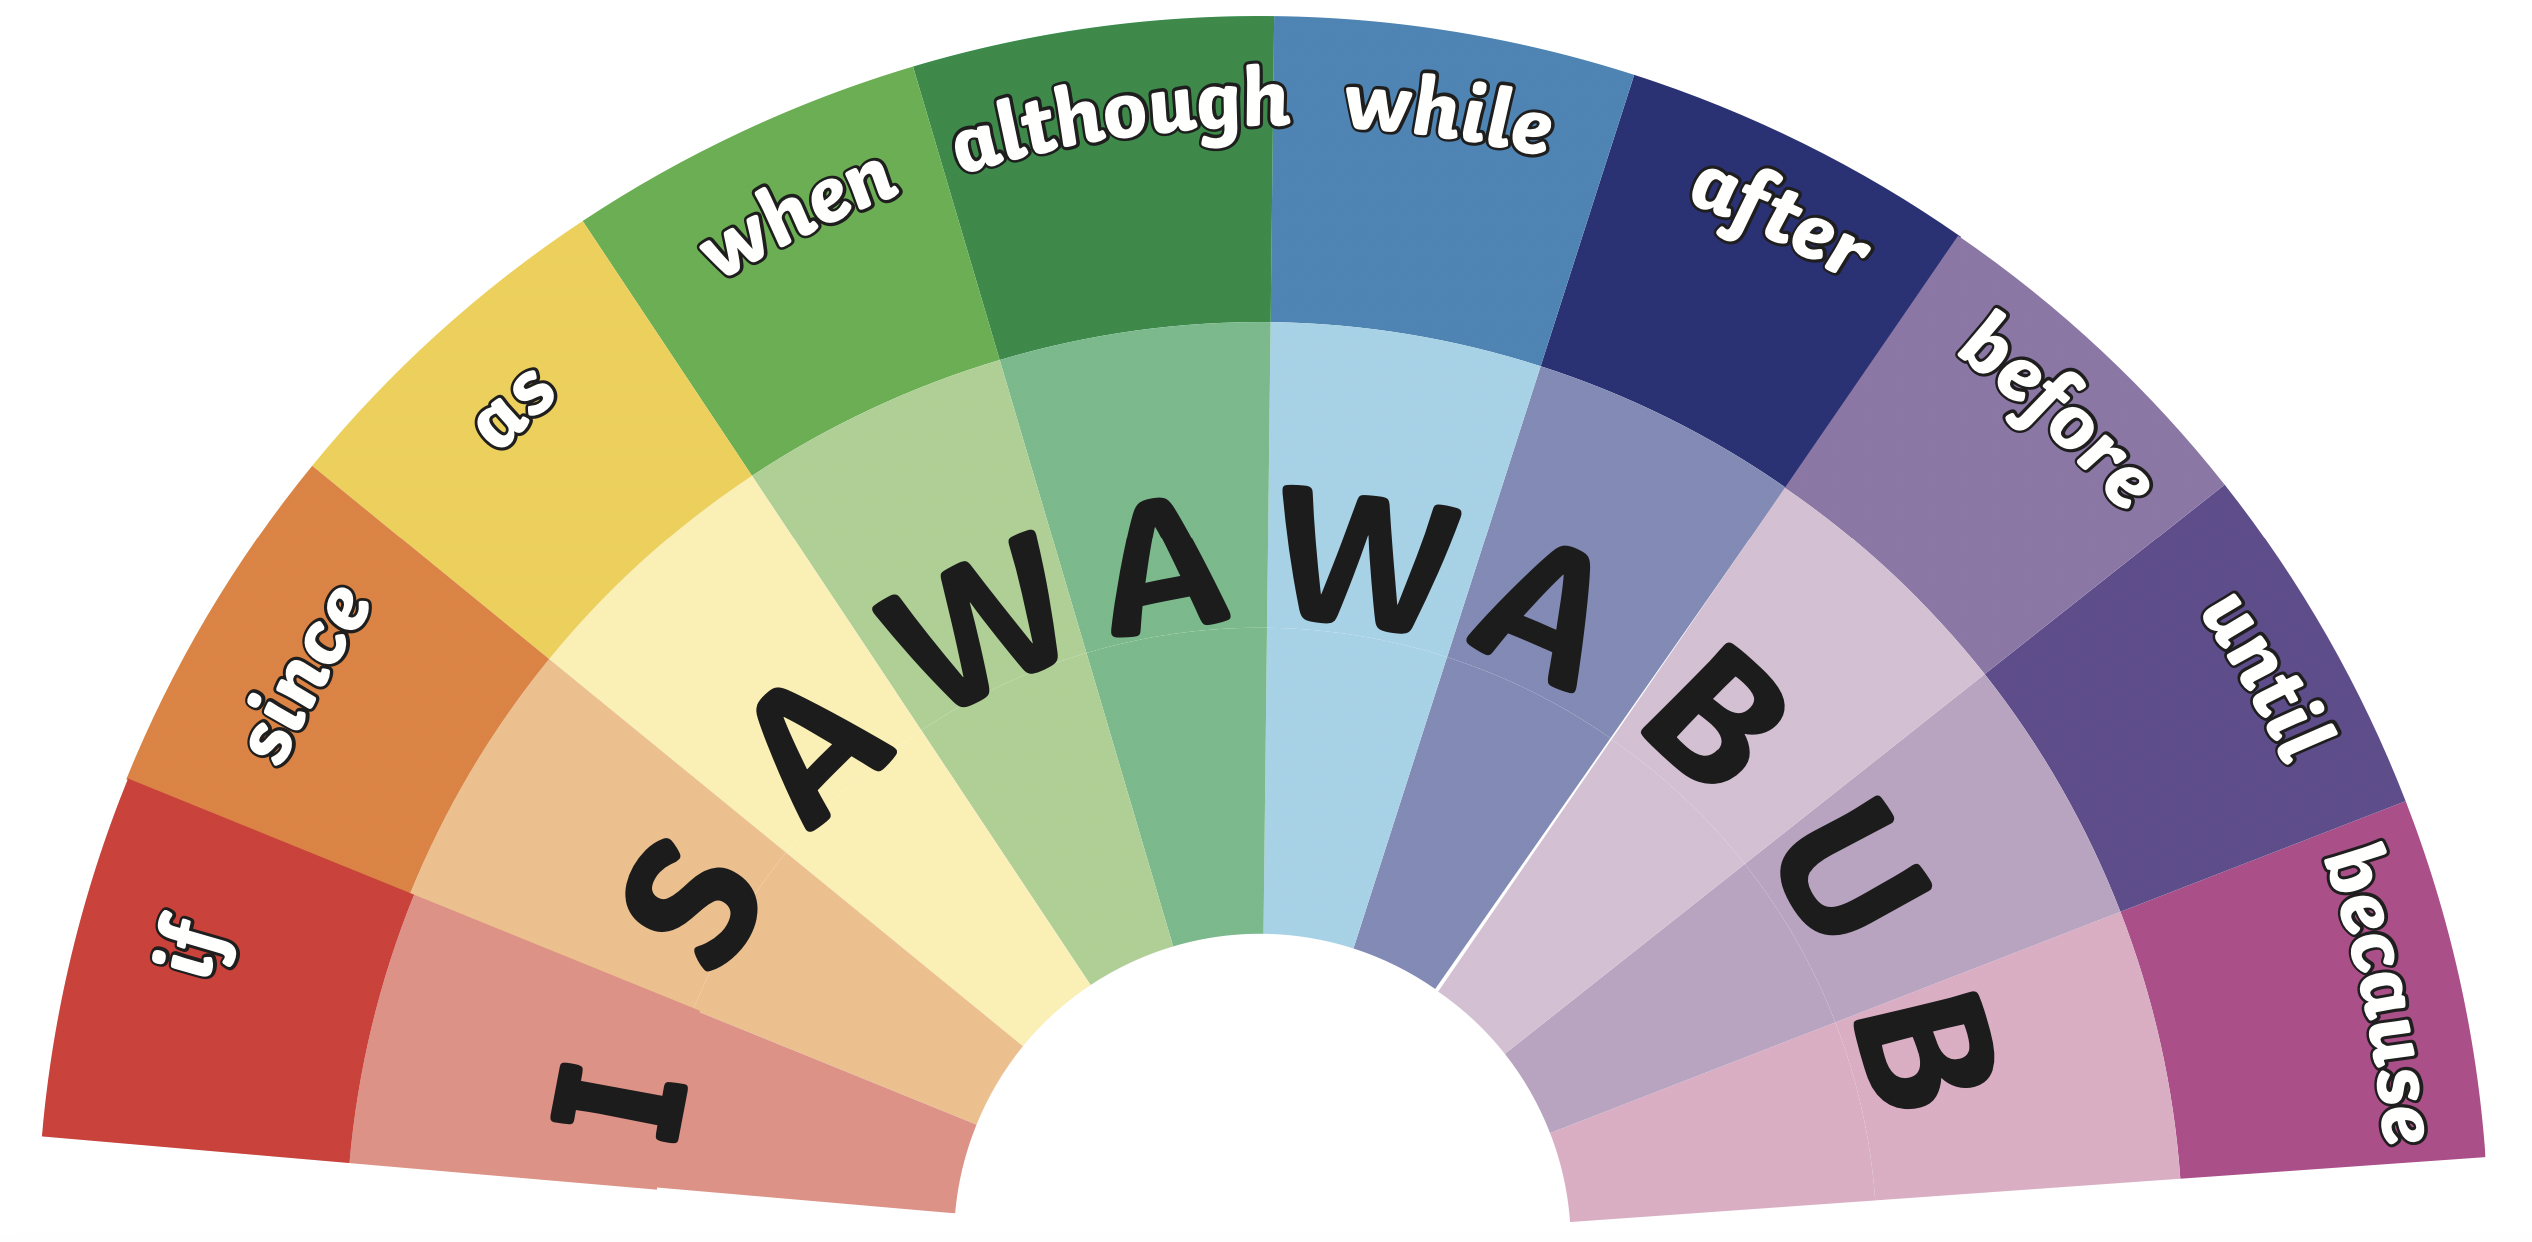 if
since
as
when
although
while
after
before
until
because
I
S
A
W
A
W
A
B
U
B